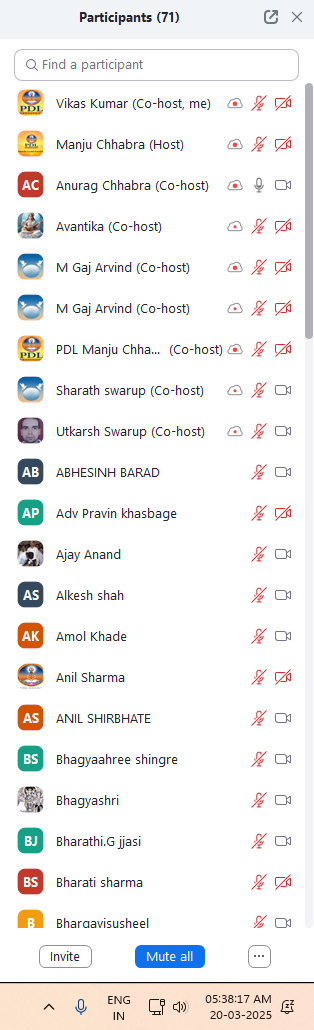 Participants (71)
Find a participant
PDL Vikas Kumar (Co-host, me)
PDL Manju Chhabra (Host)
AC Anurag Chhabra (Co-host)
Avantika (Co-host)
M Gaj Arvind (Co-host)
M Gaj Arvind (Co-host)
PDL PDL Manju Chha... (Co-host)
Sharath swarup (Co-host)
Utkarsh Swarup (Co-host)
AB ABHESINH BARAD
AP Adv Pravin khasbage
Ajay Anand
AS Alkesh shah
AK Amol Khade
Anil Sharma
AS ANIL SHIRBHATE
BS Bhagyaahree shingre
Bhagyashri
BJ Bharathi.G jjasi
BS Bharati sharma
B Bhargavisusheel
Invite Mute all ...
ENG 05:38:17 AM
IN 20-03-2025